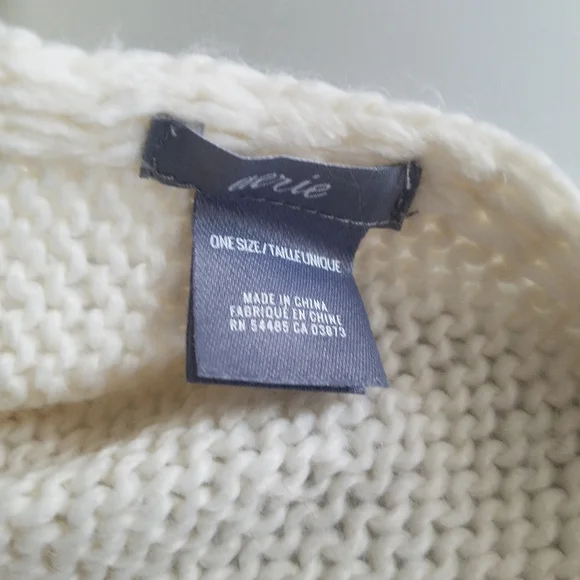 aerie
ONE SIZE/TAILLE UNIQUE
MADE IN CHINA
FABRIQUÉ EN CHINE
RN 54485 CA 03873